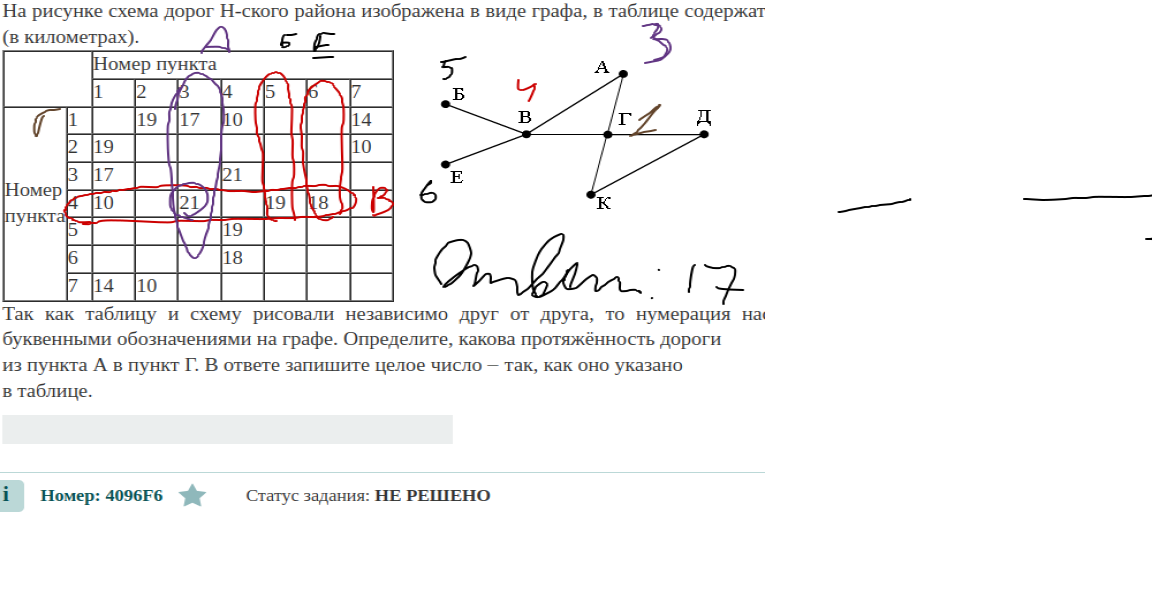 На рисунке схема дорог Н-ского района изображена в виде графа, в таблице содержат
(в километрах).
А Б Е
Номер пункта
1 2 3 4 5 6 7
Г 1 19 17 10 14
2 19 10
3 17 21
Номер пункта
4 10 21 19 18 В
5 19
6 18
7 14 10
3
А
5
Б
4
В
Г
Д
6
Е
К
Ответ: 17
Так как таблицу и схему рисовали независимо друг от друга, то нумерация нас
буквенными обозначениями на графе. Определите, какова протяжённость дороги
из пункта А в пункт Г. В ответе запишите целое число – так, как оно указано
в таблице.
i Номер: 4096F6 Статус задания: НЕ РЕШЕНО